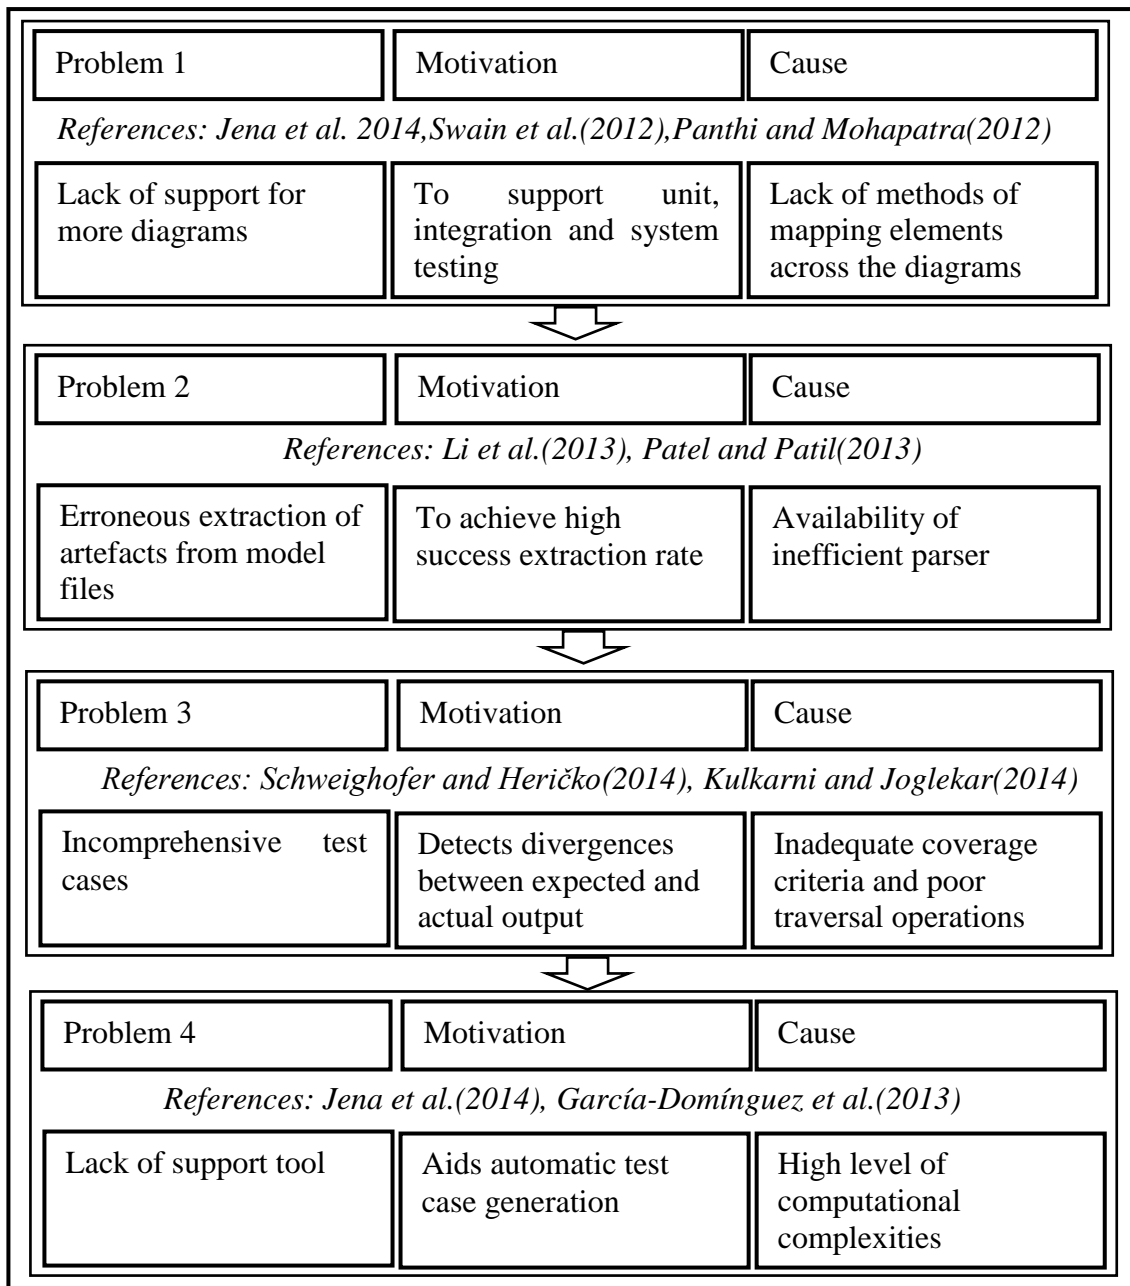 Problem 1
Motivation
Cause
References: Jena et al. 2014,Swain et al.(2012),Panthi and Mohapatra(2012)
Lack of support for
more diagrams
To support unit,
integration and system
testing
Lack of methods of
mapping elements
across the diagrams
Problem 2
Motivation
Cause
References: Li et al.(2013), Patel and Patil(2013)
Erroneous extraction of
artefacts from model
files
To achieve high
success extraction rate
Availability of
inefficient parser
Problem 3
Motivation
Cause
References: Schweighofer and Heričko(2014), Kulkarni and Joglekar(2014)
Incomprehensive test
cases
Detects divergences
between expected and
actual output
Inadequate coverage
criteria and poor
traversal operations
Problem 4
Motivation
Cause
References: Jena et al.(2014), García-Domínguez et al.(2013)
Lack of support tool
Aids automatic test
case generation
High level of
computational
complexities